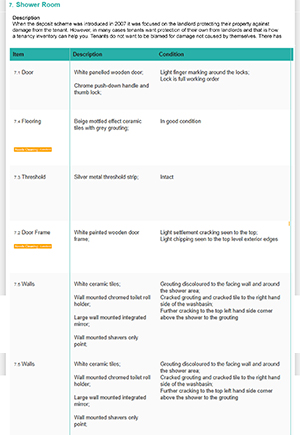 7. Shower Room
Description
When the deposit scheme was introduced in 2007 it was focused on the landlord protecting their property against
damage from the tenant. However, in many cases tenants want protection of their own from landlords and that is how
a tenancy inventory can help you. Tenants do not want to be blamed for damage not caused by themselves. There has
Item Description Condition
7.1 Door White panelled wooden door; Light finger marking around the locks;
Lock is full working order
Chrome push-down handle and
thumb lock;
7.4 Flooring Beige mottled effect ceramic In good condition
tiles with grey grouting;
7.3 Threshold Silver metal threshold strip; Intact
7.2 Door Frame White painted wooden door Light settlement cracking seen to the top;
frame; Light chipping seen to the top level exterior edges
7.5 Walls White ceramic tiles, Grouting discoloured to the facing wall and around
the shower area;
Wall mounted chromed toilet roll Cracked grouting and cracked tile to the right hand
holder; side of the washbasin;
Further cracking to the top left hand side corner
Large wall mounted integrated above the shower to the grouting
mirror;
Wall mounted shavers only
point;
7.5 Walls White ceramic tiles, Grouting discoloured to the facing wall and around
the shower area;
Wall mounted chromed toilet roll Cracked grouting and cracked tile to the right hand
holder; side of the washbasin;
Further cracking to the top left hand side corner
Large wall mounted integrated above the shower to the grouting
mirror;
Wall mounted shavers only
point;